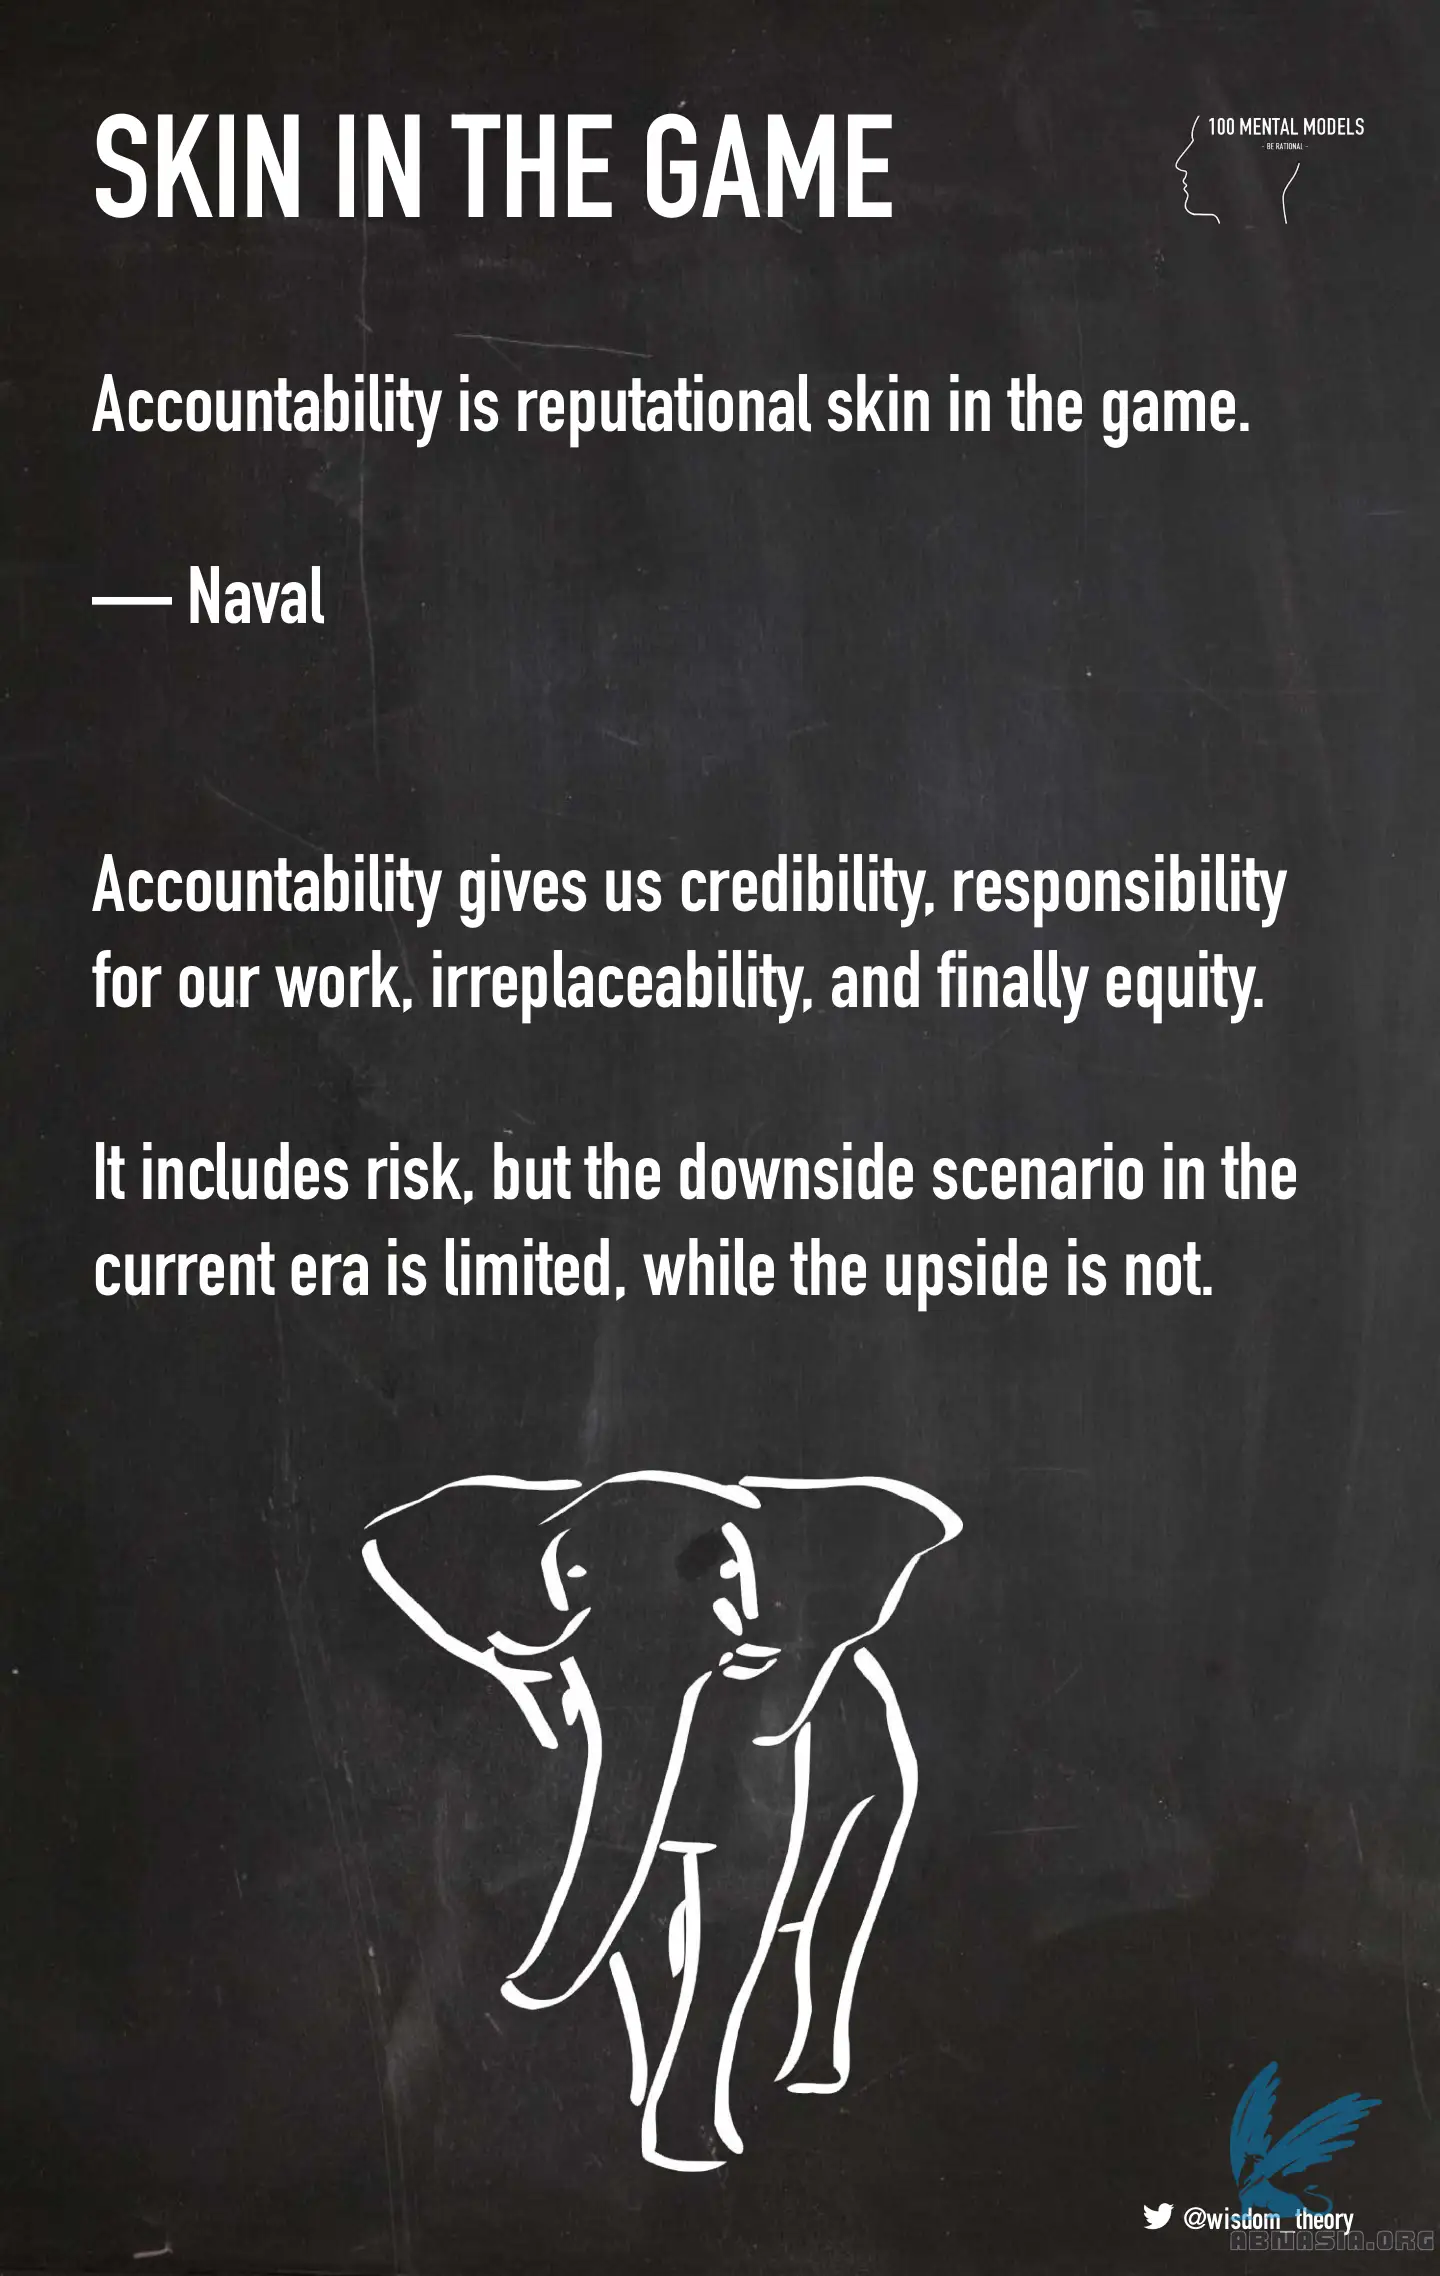 SKIN IN THE GAME
100 MENTAL MODELS
- BE RATIONAL -
Accountability is reputational skin in the game.
— Naval
Accountability gives us credibility, responsibility
for our work, irreplaceability, and finally equity.
It includes risk, but the downside scenario in the
current era is limited, while the upside is not.
@wisdom_theory
ABNASIA.ORG